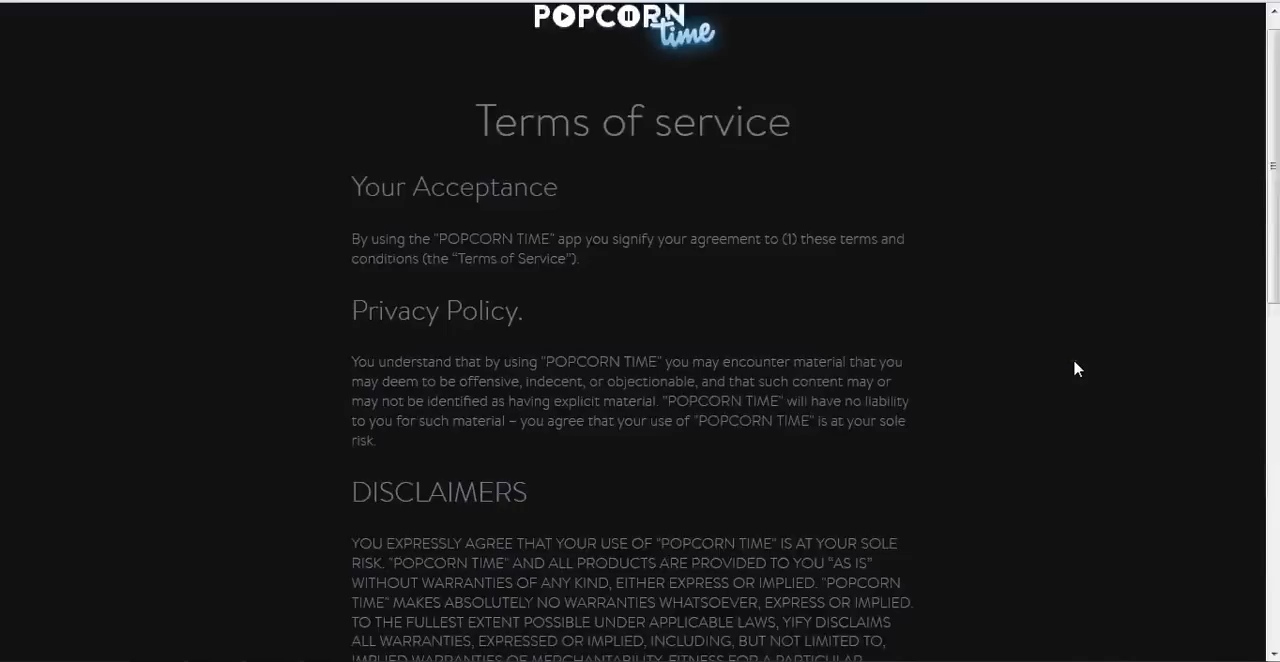 POPCORN
time
Terms of service
Your Acceptance
By using the "POPCORN TIME" app you signify your agreement to (1) these terms and
conditions (the “Terms of Service”).
Privacy Policy.
You understand that by using "POPCORN TIME" you may encounter material that you
may deem to be offensive, indecent, or objectionable, and that such content may or
may not be identified as having explicit material. "POPCORN TIME" will have no liability
to you for such material – you agree that your use of "POPCORN TIME" is at your sole
risk.
DISCLAIMERS
YOU EXPRESSLY AGREE THAT YOUR USE OF "POPCORN TIME" IS AT YOUR SOLE
RISK. "POPCORN TIME" AND ALL PRODUCTS ARE PROVIDED TO YOU “AS IS”
WITHOUT WARRANTIES OF ANY KIND, EITHER EXPRESS OR IMPLIED. "POPCORN
TIME" MAKES ABSOLUTELY NO WARRANTIES WHATSOEVER, EXPRESS OR IMPLIED.
TO THE FULLEST EXTENT POSSIBLE UNDER APPLICABLE LAWS, YIFY DISCLAIMS
ALL WARRANTIES, EXPRESSED OR IMPLIED, INCLUDING, BUT NOT LIMITED TO,
IMPLIED WARRANTIES OF MERCHANTABILITY, FITNESS FOR A PARTICULAR